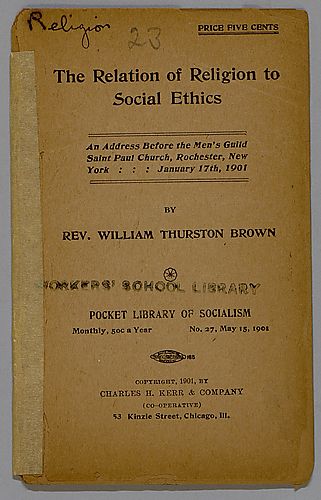 Religion
23
PRICE FIVE CENTS
The Relation of Religion to
Social Ethics
An Address Before the Men's Guild
Saint Paul Church, Rochester, New
York : : : January 17th, 1901
BY
REV. WILLIAM THURSTON BROWN
WORKERS' SCHOOL LIBRARY
POCKET LIBRARY OF SOCIALISM
Monthly, 50c a Year No. 27, May 15, 1901
COPYRIGHT, 1901, BY
CHARLES H. KERR & COMPANY
(CO-OPERATIVE)
53 Kinzie Street, Chicago, Ill.